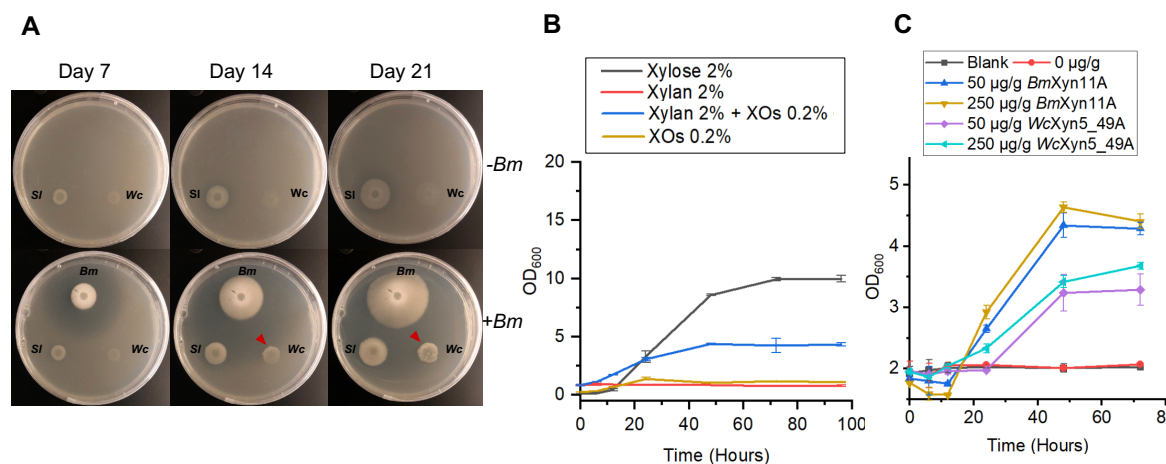 A
Day 7 Day 14 Day 21
Sl Wc
Sl Wc
Sl Wc
-Bm
Bm
Sl Wc
Bm
Sl Wc
Bm
Sl Wc
+Bm
B
Xylose 2%
Xylan 2%
Xylan 2% + XOs 0.2%
XOs 0.2%
20
15
10
5
0
OD600
0 20 40 60 80 100
Time (Hours)
C
Blank 0 µg/g
50 µg/g BmXyn11A
250 µg/g BmXyn11A
50 µg/g WcXyn5_49A
250 µg/g WcXyn5_49A
5
4
3
2
OD600
0 20 40 60 8
Time (Hours)